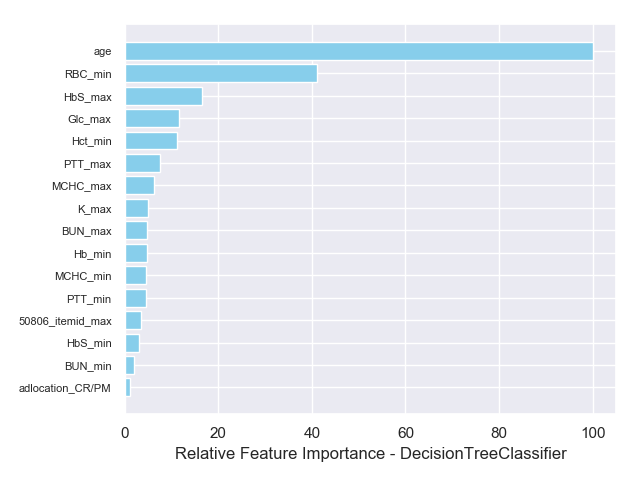 age
RBC_min
HbS_max
Glc_max
Hct_min
PTT_max
MCHC_max
K_max
BUN_max
Hb_min
MCHC_min
PTT_min
50806_itemid_max
HbS_min
BUN_min
adlocation_CR/PM
0 20 40 60 80 100
Relative Feature Importance - DecisionTreeClassifier